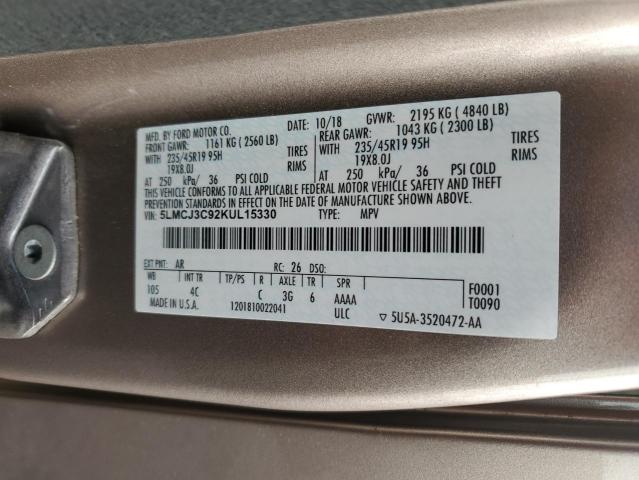 MFD. BY FORD MOTOR CO.
DATE: 10/18 GVWR: 2195 KG ( 4840 LB)
FRONT GAWR: 1161 KG ( 2560 LB) REAR GAWR: 1043 KG ( 2300 LB)
WITH 235/45R19 95H TIRES WITH 235/45R19 95H TIRES
19X8.0J RIMS 19X8.0J RIMS
AT 250 kPa/ 36 PSI COLD AT 250 kPa/ 36 PSI COLD
THIS VEHICLE CONFORMS TO ALL APPLICABLE FEDERAL MOTOR VEHICLE SAFETY AND THEFT
PREVENTION STANDARDS IN EFFECT ON THE DATE OF MANUFACTURE SHOWN ABOVE.
VIN: 5LMCJ3C92KUL15330 TYPE: MPV
EXT PNT: AR RC: 26 DSO:
WB INT TR TP/PS R AXLE TR SPR
105 4C C 3G 6 AAAA
F0001
T0090
MADE IN U.S.A. 1201810022041 ULC ▽ 5U5A-3520472-AA